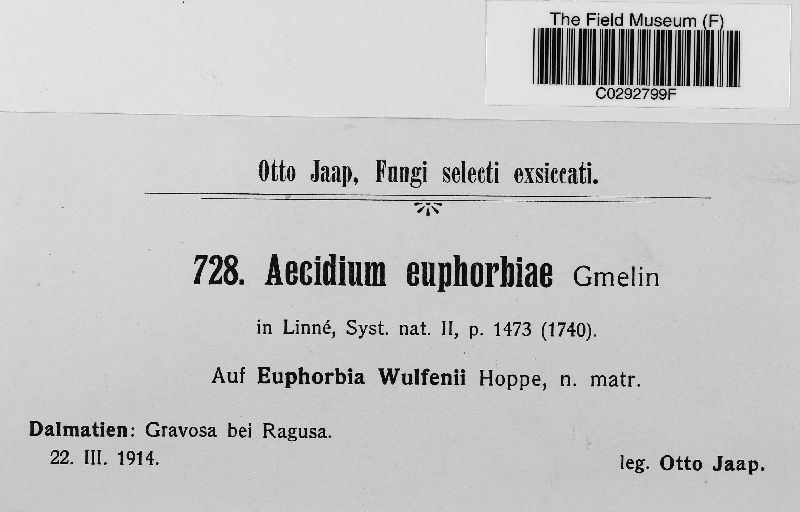 The Field Museum (F)
C0292799F
Otto Jaap, Fungi selecti exsiccati.
728. Aecidium euphorbiae Gmelin
in Linné, Syst. nat. II, p. 1473 (1740).
Auf Euphorbia Wulfenii Hoppe, n. matr.
Dalmatien: Gravosa bei Ragusa.
22. III. 1914.
leg. Otto Jaap.